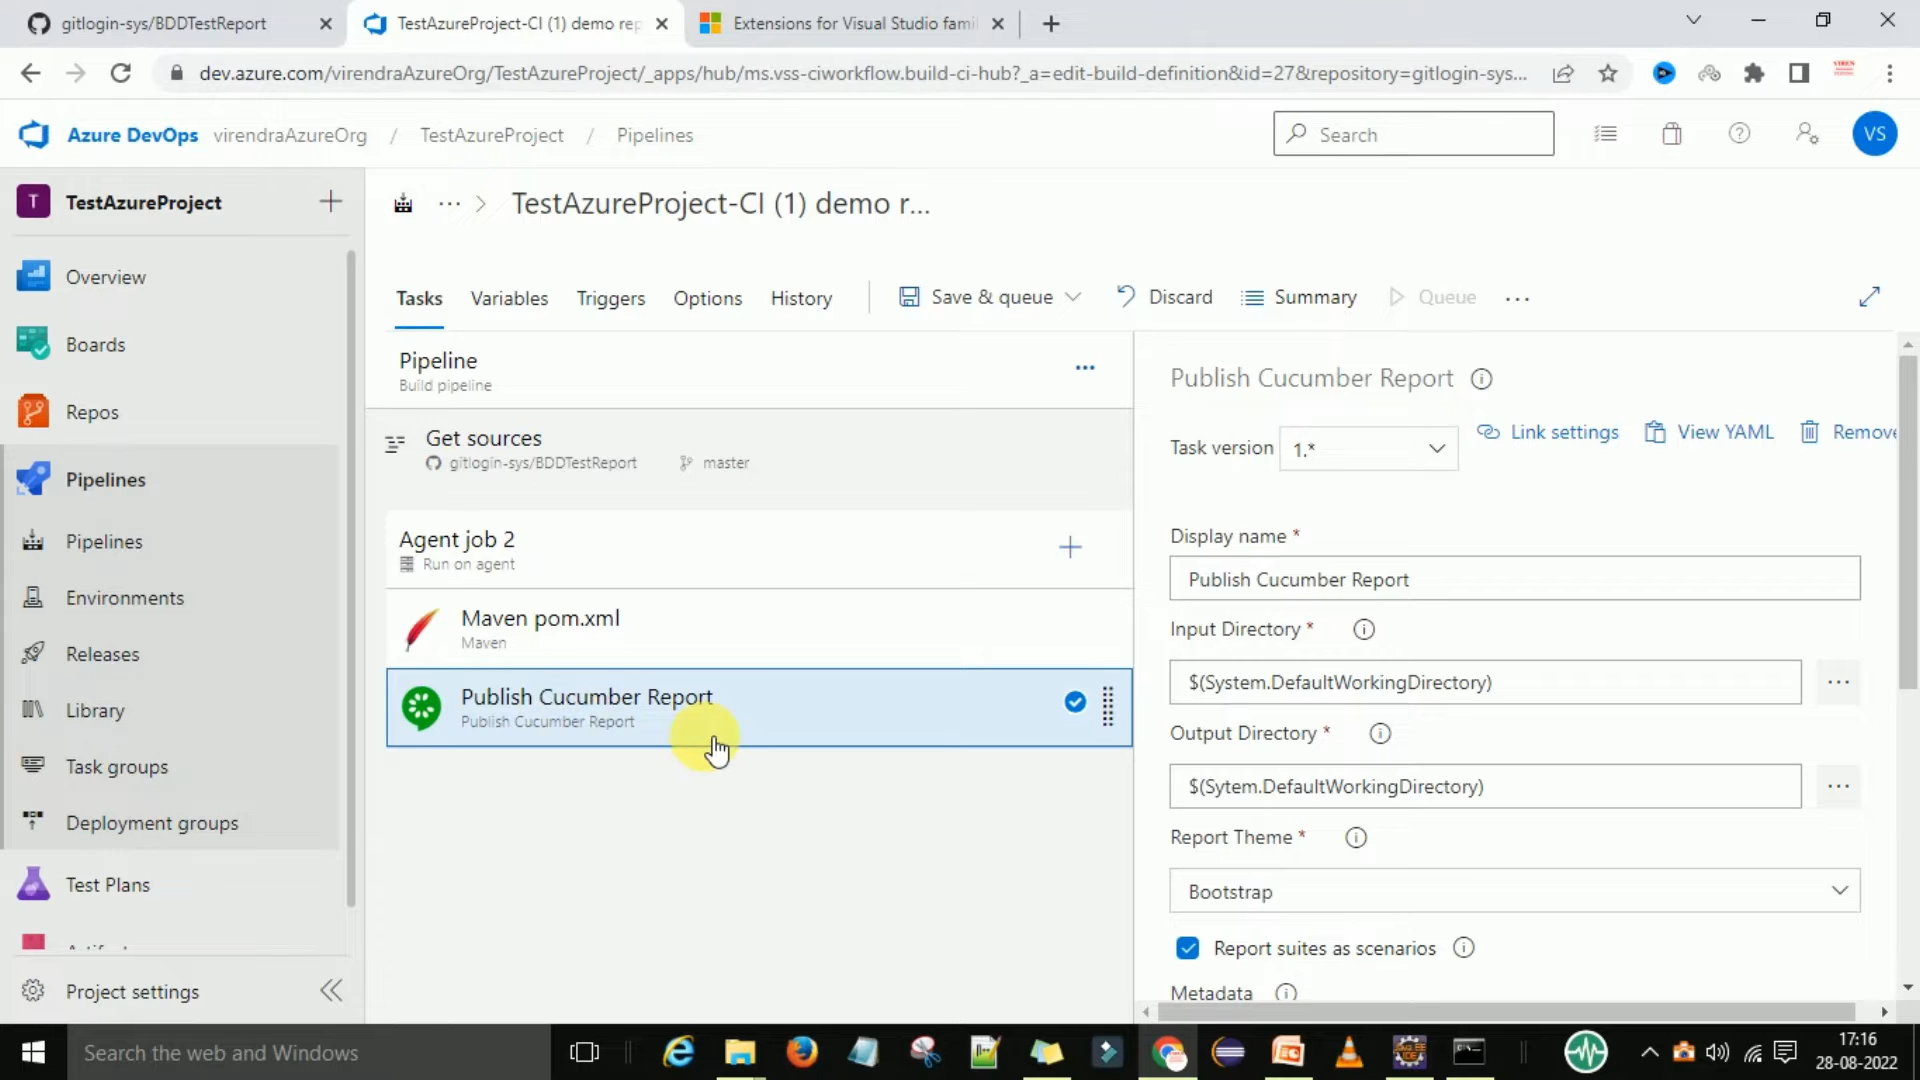 gitlogin-sys/BDDTestReport
TestAzureProject-CI (1) demo rep
Extensions for Visual Studio fami
dev.azure.com/virendraAzureOrg/TestAzureProject/_apps/hub/ms.vss-ciworkflow.build-ci-hub?_a=edit-build-definition&id=27&repository=gitlogin-sys...
Azure DevOps virendraAzureOrg / TestAzureProject / Pipelines
Search
VS
T TestAzureProject
TestAzureProject-CI (1) demo r...
Overview
Boards
Repos
Pipelines
Pipelines
Environments
Releases
Library
Task groups
Deployment groups
Test Plans
Project settings
Tasks Variables Triggers Options History
Save & queue Discard Summary Queue ...
Pipeline
Build pipeline
Get sources
gitlogin-sys/BDDTestReport master
Agent job 2
Run on agent
Maven pom.xml
Maven
Publish Cucumber Report
Publish Cucumber Report
Publish Cucumber Report
Task version 1.* Link settings View YAML Remove
Display name *
Publish Cucumber Report
Input Directory *
$(System.DefaultWorkingDirectory)
Output Directory *
$(Sytem.DefaultWorkingDirectory)
Report Theme *
Bootstrap
Report suites as scenarios
Metadata
Search the web and Windows
17:16
28-08-2022